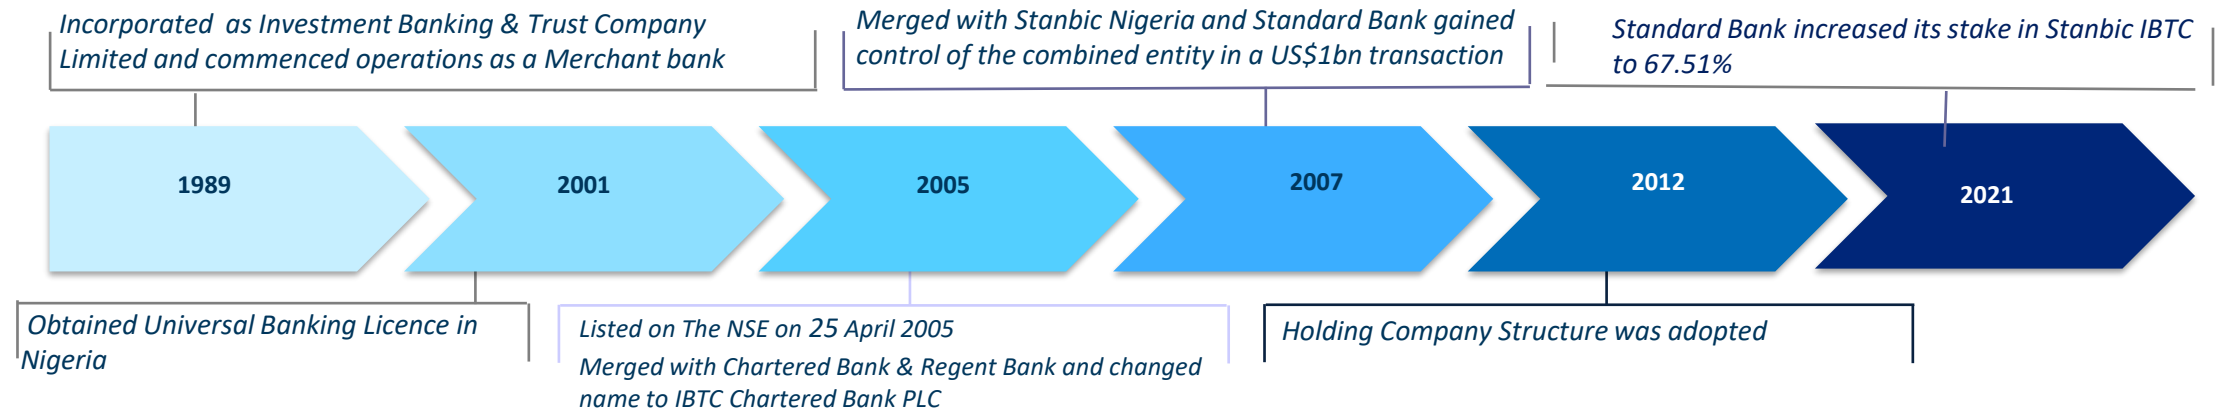 Incorporated  as Investment Banking & Trust Company
Limited and commenced operations as a Merchant bank
Merged with Stanbic Nigeria and Standard Bank gained
control of the combined entity in a US$1bn transaction
Standard Bank increased its stake in Stanbic IBTC
to 67.51%
1989
2001
2005
2007
2012
2021
Obtained Universal Banking Licence in
Nigeria
Listed on The NSE on 25 April 2005
Merged with Chartered Bank & Regent Bank and changed
name to IBTC Chartered Bank PLC
Holding Company Structure was adopted